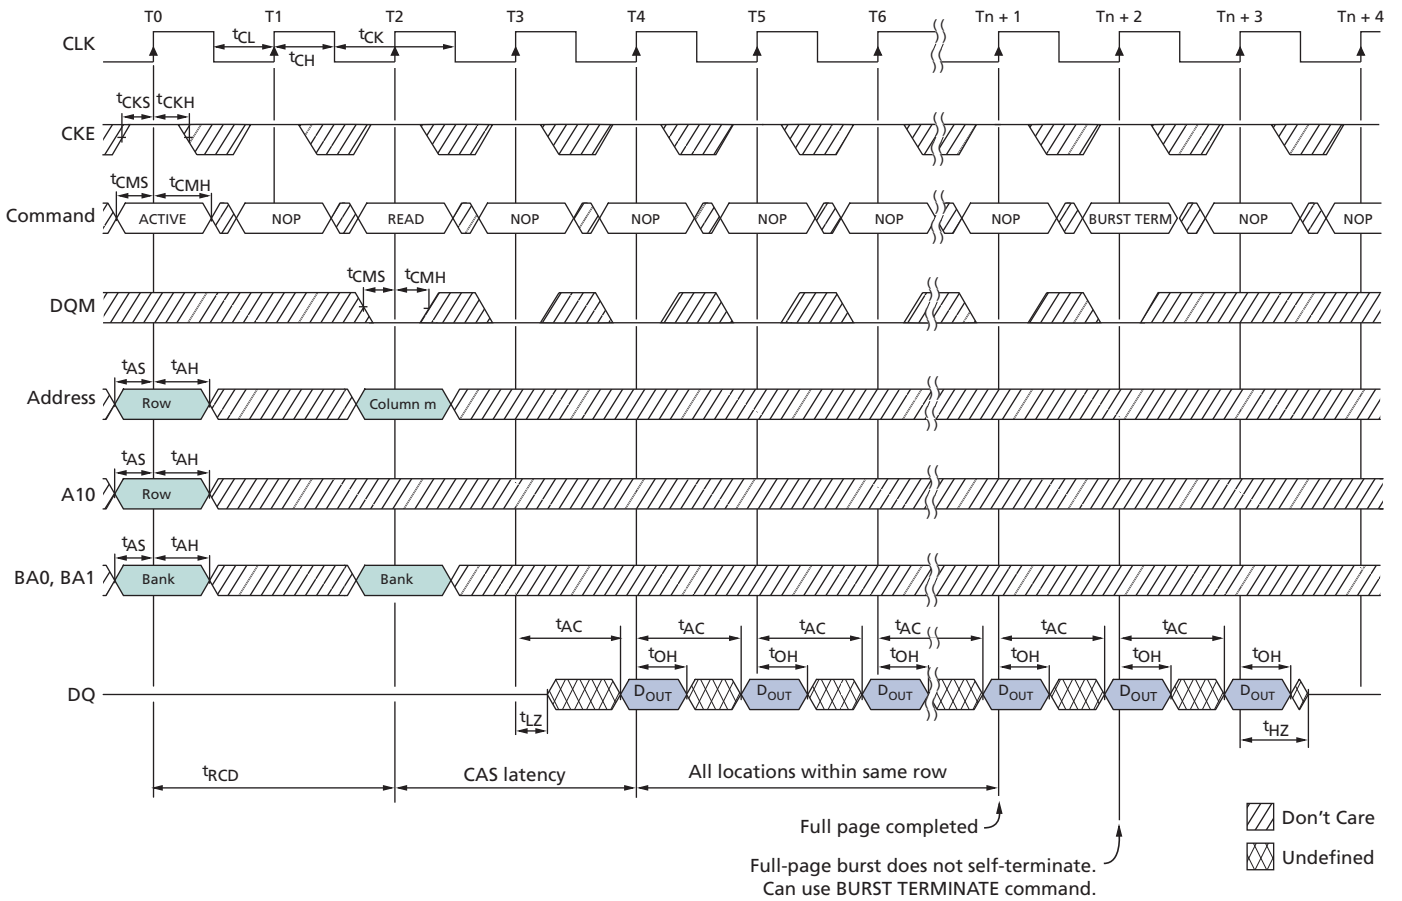 T0 T1 T2 T3 T4 T5 T6 Tn + 1 Tn + 2 Tn + 3 Tn + 4
CLK tCL tCK
tCH
tCKS tCKH
CKE
tCMS tCMH
Command ACTIVE NOP READ NOP NOP NOP NOP NOP BURST TERM NOP NOP
tCMS tCMH
DQM
tAS tAH
Address Row Column m
tAS tAH
A10 Row
tAS tAH
BA0, BA1 Bank Bank
tAC tAC tAC tAC tAC tAC
tOH tOH tOH tOH tOH tOH
DQ DOUT DOUT DOUT DOUT DOUT DOUT
tLZ tHZ
tRCD CAS latency All locations within same row
Full page completed
Don't Care
Full-page burst does not self-terminate.
Undefined
Can use BURST TERMINATE command.